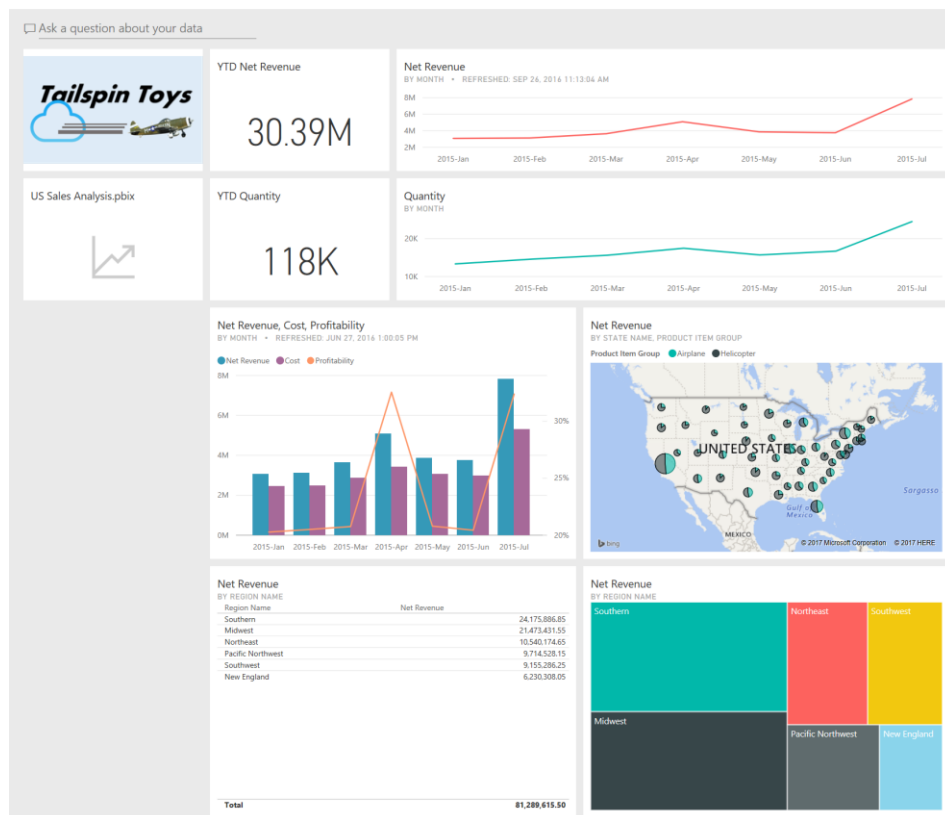 Ask a question about your data
Tailspin Toys
YTD Net Revenue
30.39M
Net Revenue
BY MONTH • REFRESHED: SEP 26, 2016 11:13:04 AM
8M
6M
4M
2M
2015-Jan 2015-Feb 2015-Mar 2015-Apr 2015-May 2015-Jun 2015-Jul
US Sales Analysis.pbix
YTD Quantity
118K
Quantity
BY MONTH
20K
10K
2015-Jan 2015-Feb 2015-Mar 2015-Apr 2015-May 2015-Jun 2015-Jul
Net Revenue, Cost, Profitability
BY MONTH • REFRESHED: JUN 27, 2016 1:00:05 PM
Net Revenue Cost Profitability
8M
6M
4M
2M
0M
30%
25%
20%
2015-Jan 2015-Feb 2015-Mar 2015-Apr 2015-May 2015-Jun 2015-Jul
Net Revenue
BY STATE NAME, PRODUCT ITEM GROUP
Product Item Group Airplane Helicopter
UNITED STATES
Sargasso
Gulf of
Mexico
MEXICO
bing
© 2017 Microsoft Corporation © 2017 HERE
Net Revenue
BY REGION NAME
Region Name Net Revenue
Southern 24,175,886.85
Midwest 21,473,431.55
Northeast 10,540,174.65
Pacific Northwest 9,714,528.15
Southwest 9,155,286.25
New England 6,230,308.05
Total 81,289,615.50
Net Revenue
BY REGION NAME
Southern
Northeast
Southwest
Midwest
Pacific Northwest
New England